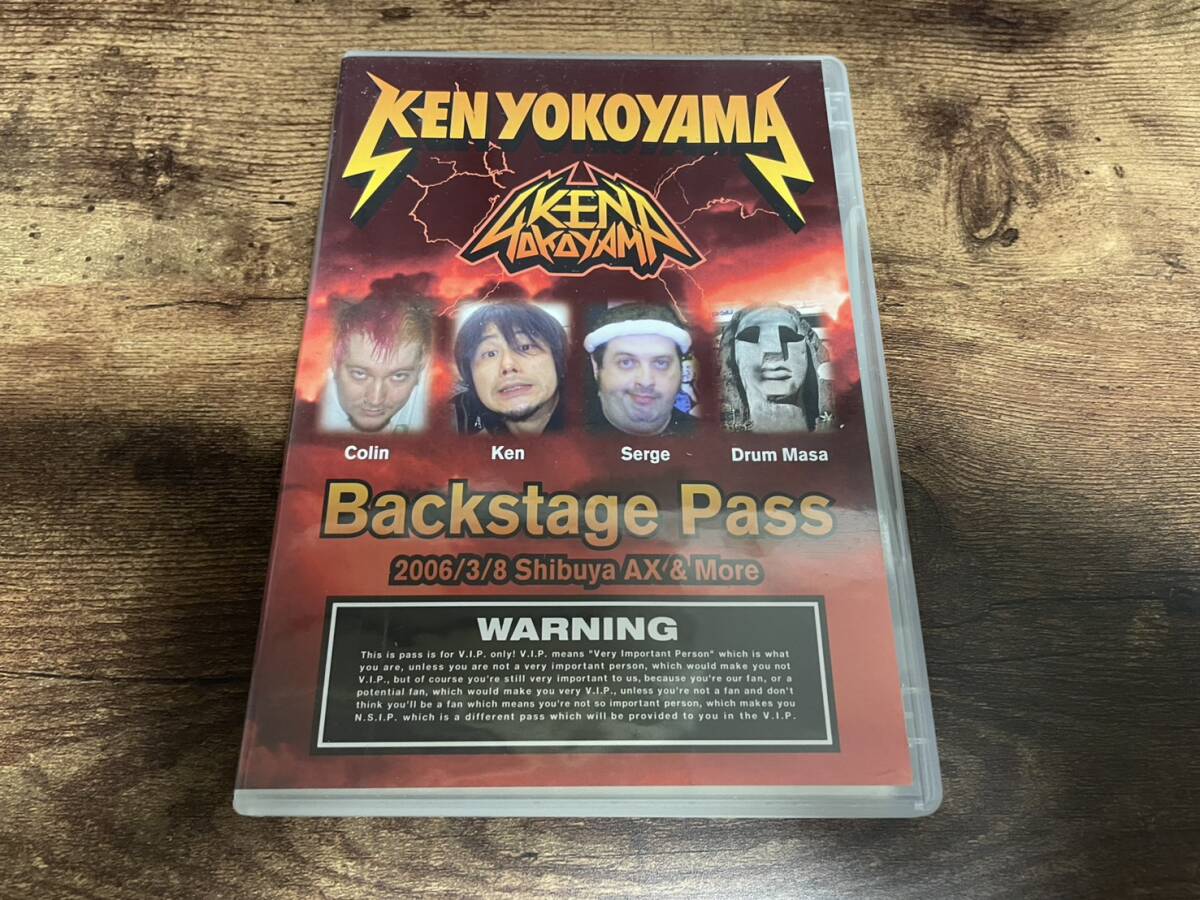 KEN YOKOYAMA
KEN
YOKOYAMA
Colin Ken Serge Drum Masa
Backstage Pass
2006/3/8 Shibuya AX & More
WARNING
This is pass is for V.I.P. only! V.I.P. means "Very Important Person" which is what
you are, unless you are not a very important person, which would make you not
V.I.P., but of course you're still very important to us, because you're our fan, or a
potential fan, which would make you very V.I.P., unless you're not a fan and don't
think you'll be a fan which means you're not so important person, which makes you
N.S.I.P. which is a different pass which will be provided to you in the V.I.P.